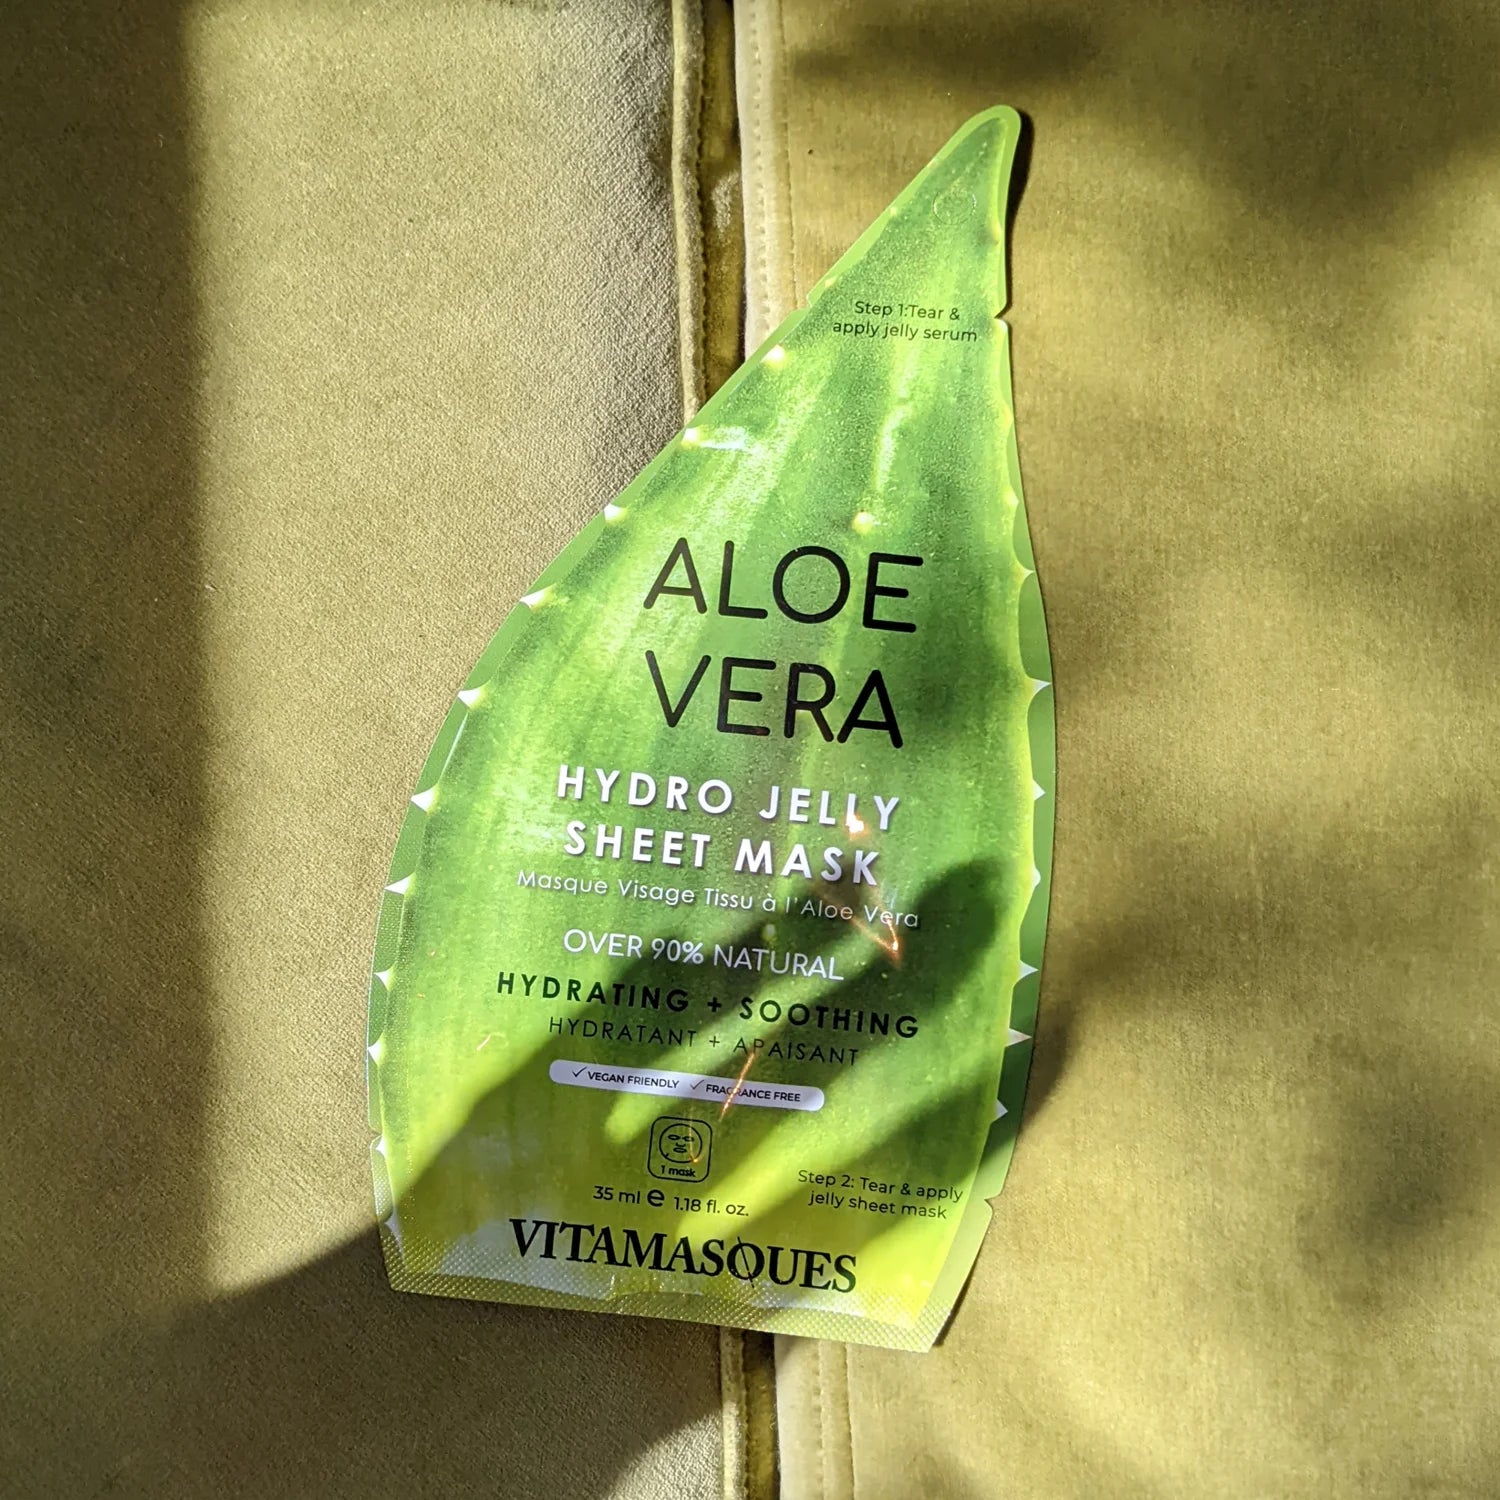 Step 1:Tear &
apply jelly serum
ALOE
VERA
HYDRO JELLY
SHEET MASK
Masque Visage Tissu à l'Aloe Vera
OVER 90% NATURAL
HYDRATING + SOOTHING
HYDRATANT + APAISANT
✓ VEGAN FRIENDLY ✓ FRAGRANCE FREE
1 mask
35 ml ℮ 1.18 fl. oz.
Step 2: Tear & apply
jelly sheet mask
VITAMASQUES